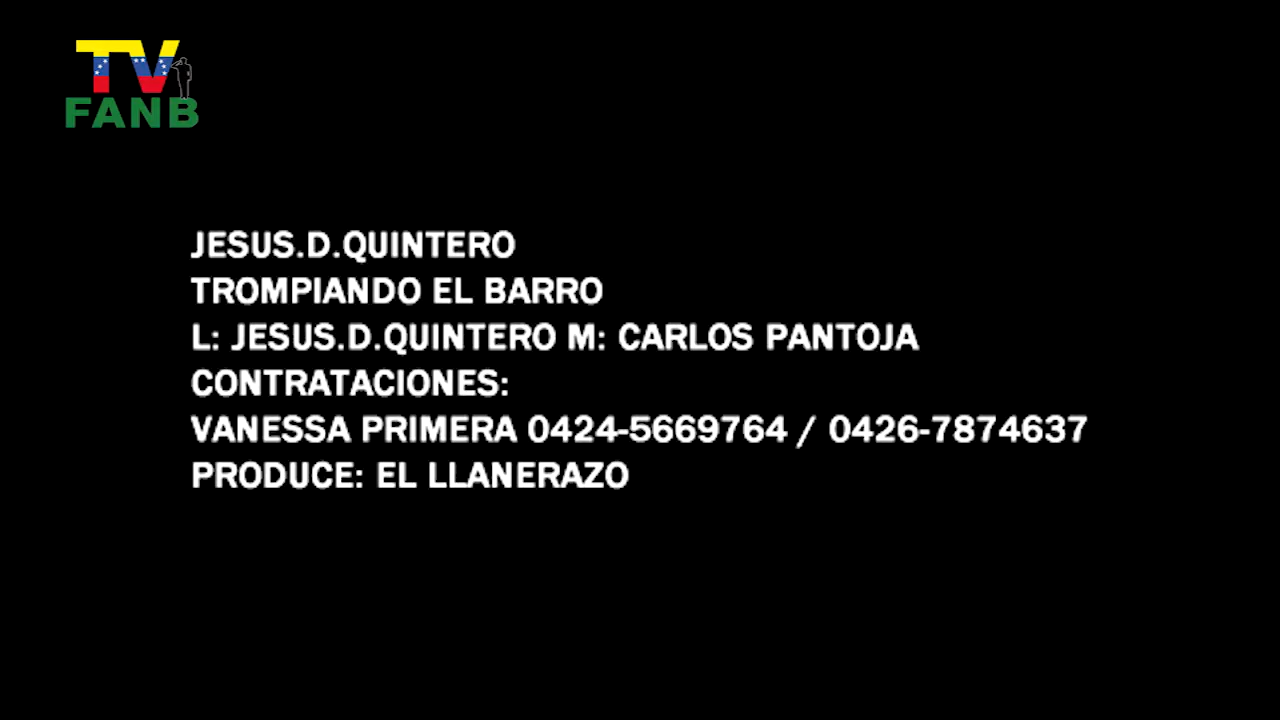 TV
FANB
JESUS.D.QUINTERO
TROMPIANDO EL BARRO
L: JESUS.D.QUINTERO M: CARLOS PANTOJA
CONTRATACIONES:
VANESSA PRIMERA 0424-5669764 / 0426-7874637
PRODUCE: EL LLANERAZO